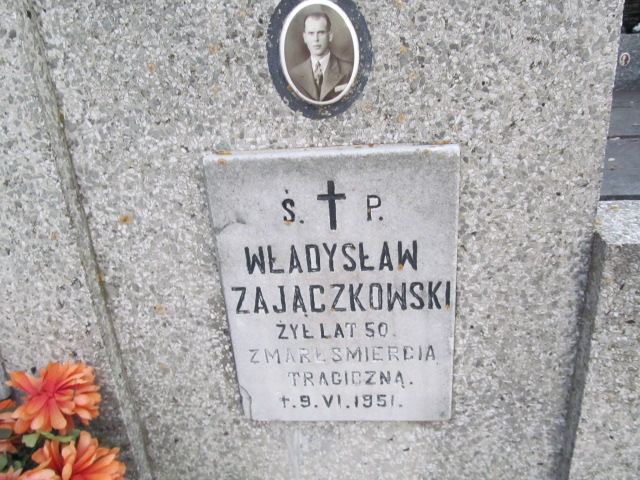 Ś. ✝ P.
WŁADYSŁAW
ZAJĄCZKOWSKI
ŻYŁ LAT 50.
ZMARŁ ŚMIERCIĄ
TRAGICZNĄ.
✝. 9. VI. 1951.